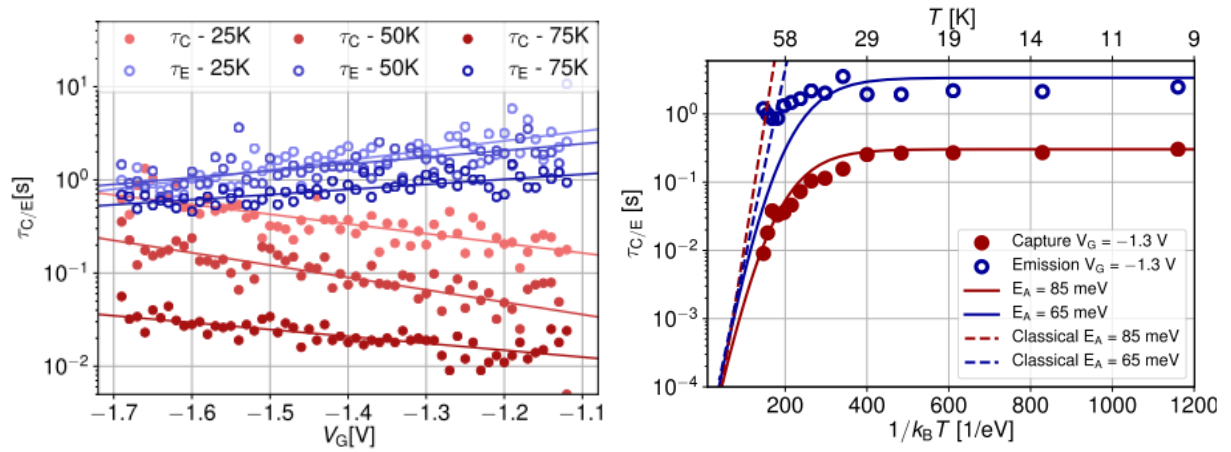 τC - 25K τC - 50K τC - 75K
τE - 25K τE - 50K τE - 75K
10¹
10⁰
10⁻¹
10⁻²
τC/E[s]
−1.7 −1.6 −1.5 −1.4 −1.3 −1.2 −1.1
VG[V]
T [K]
58 29 19 14 11 9
10⁰
10⁻¹
10⁻²
10⁻³
10⁻⁴
τC/E [s]
Capture VG = −1.3 V
Emission VG = −1.3 V
EA = 85 meV
EA = 65 meV
Classical EA = 85 meV
Classical EA = 65 meV
200 400 600 800 1000 1200
1/kBT [1/eV]